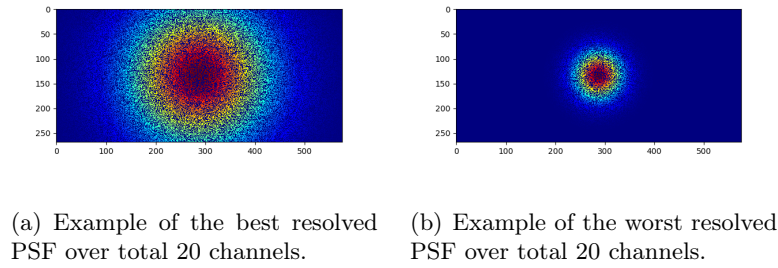 0
50
100
150
200
250
0 100 200 300 400 500
0
50
100
150
200
250
0 100 200 300 400 500
(a) Example of the best resolved
PSF over total 20 channels.
(b) Example of the worst resolved
PSF over total 20 channels.